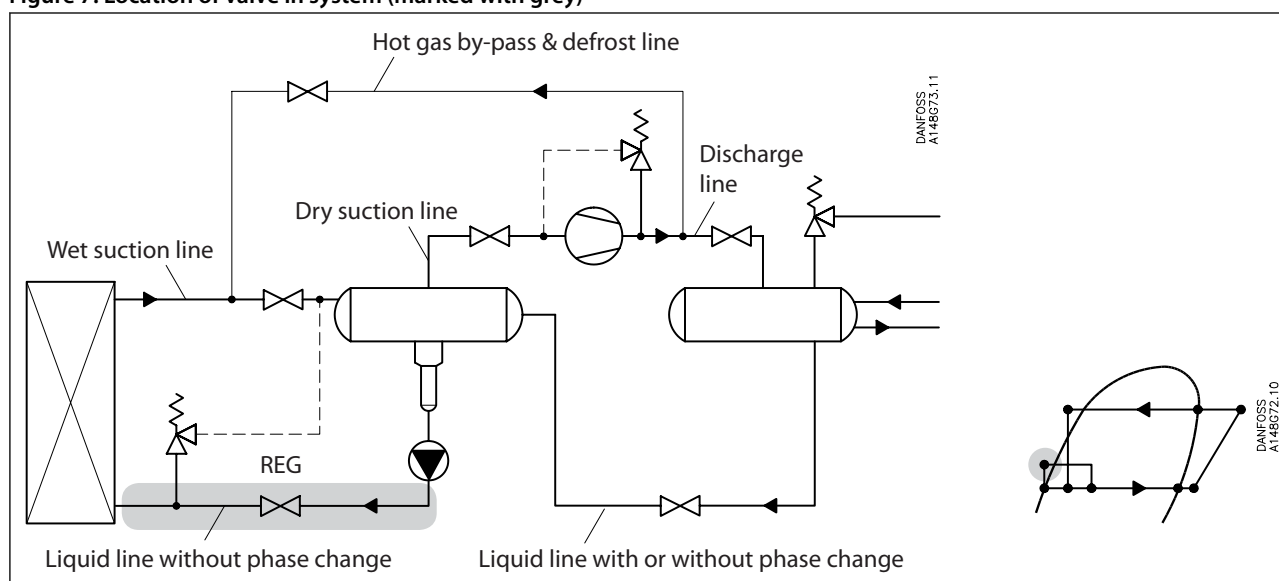 Figure 7: Location of valve in system (marked with grey)
Hot gas by-pass & defrost line
DANFOSS
A148G73.11
Discharge
line
Dry suction line
Wet suction line
REG
DANFOSS
A148G72.10
Liquid line without phase change
Liquid line with or without phase change